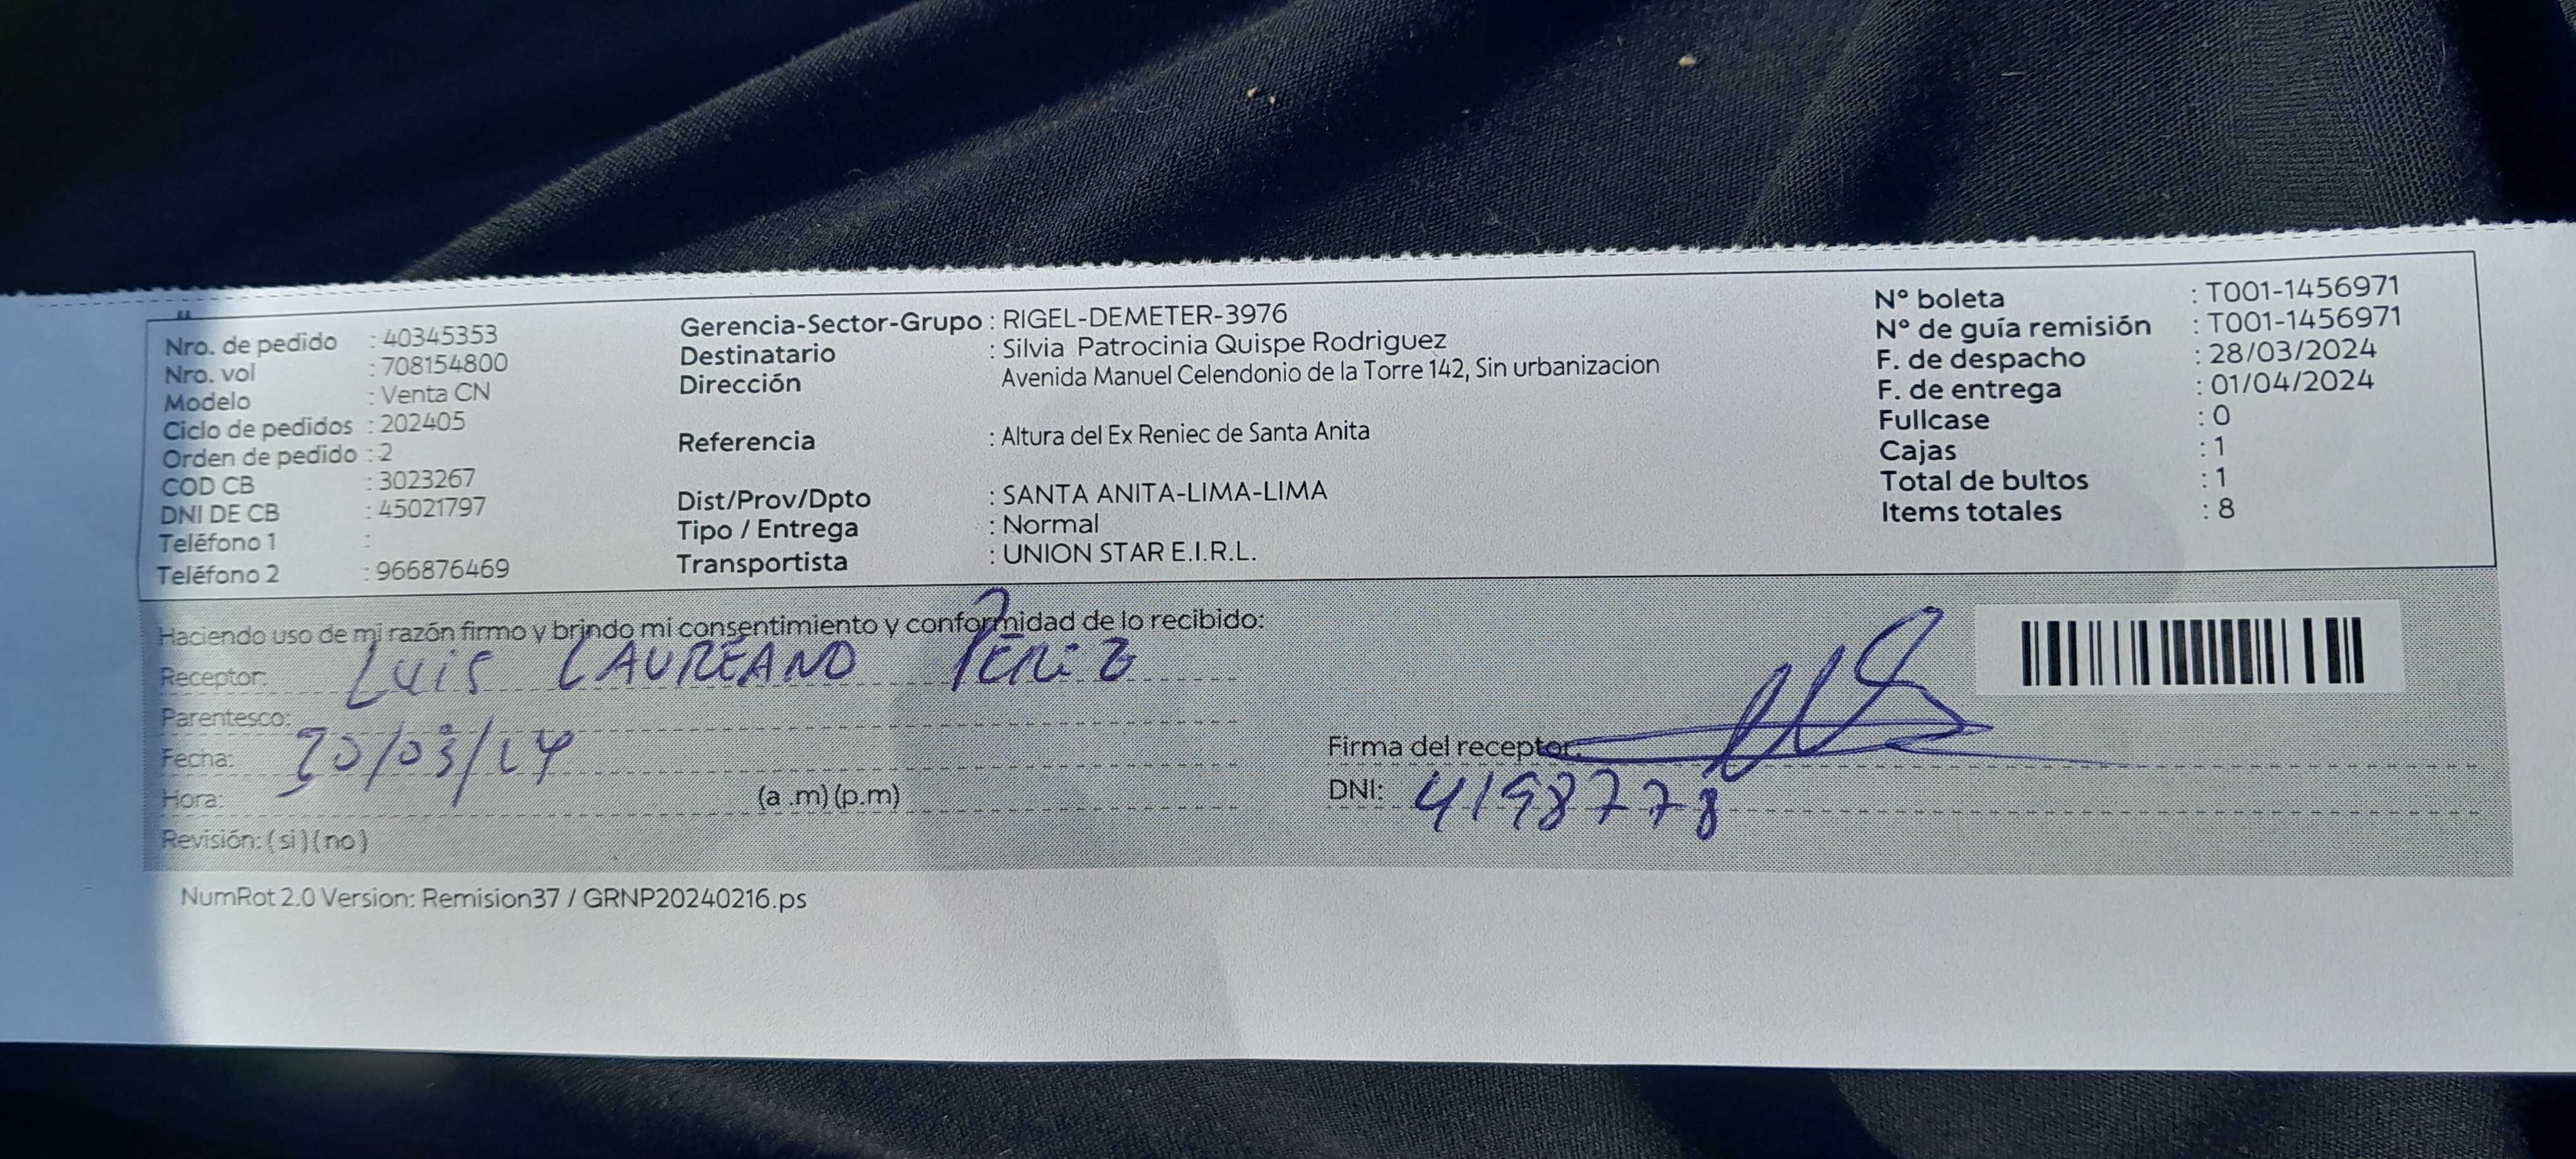 Nro. de pedido : 40345353
Nro. vol : 708154800
Modelo : Venta CN
Ciclo de pedidos : 202405
Orden de pedido : 2
COD CB : 3023267
DNI DE CB : 45021797
Teléfono 1 :
Teléfono 2 : 966876469
Gerencia-Sector-Grupo : RIGEL-DEMETER-3976
Destinatario : Silvia Patrocinia Quispe Rodriguez
Dirección Avenida Manuel Celendonio de la Torre 142, Sin urbanizacion
Referencia : Altura del Ex Reniec de Santa Anita
Dist/Prov/Dpto : SANTA ANITA-LIMA-LIMA
Tipo / Entrega : Normal
Transportista : UNION STAR E.I.R.L.
N° boleta : T001-1456971
N° de guía remisión : T001-1456971
F. de despacho : 28/03/2024
F. de entrega : 01/04/2024
Fullcase : 0
Cajas : 1
Total de bultos : 1
Items totales : 8
Haciendo uso de mi razón firmo y brindo mi consentimiento y conformidad de lo recibido:
Receptor: LUIS LAUREANO
Parentesco:
Fecha:
Hora: (a .m) (p.m)
Revisión: ( si ) ( no )
Firma del receptor:
DNI: 41987778
NumRot 2.0 Version: Remision37 / GRNP20240216.ps